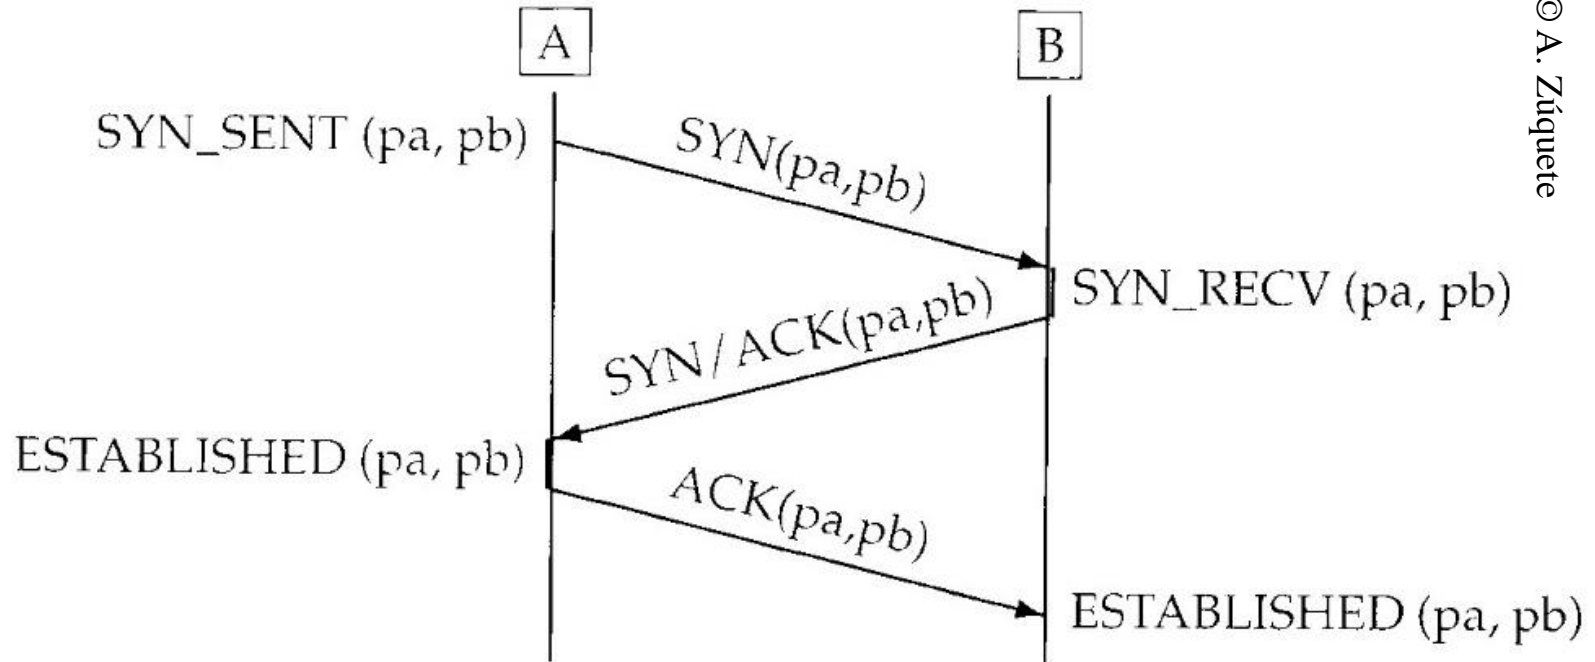 A
B
© A. Zúquete
SYN_SENT (pa, pb)
SYN(pa,pb)
SYN_RECV (pa, pb)
SYN/ACK(pa,pb)
ESTABLISHED (pa, pb)
ACK(pa,pb)
ESTABLISHED (pa, pb)